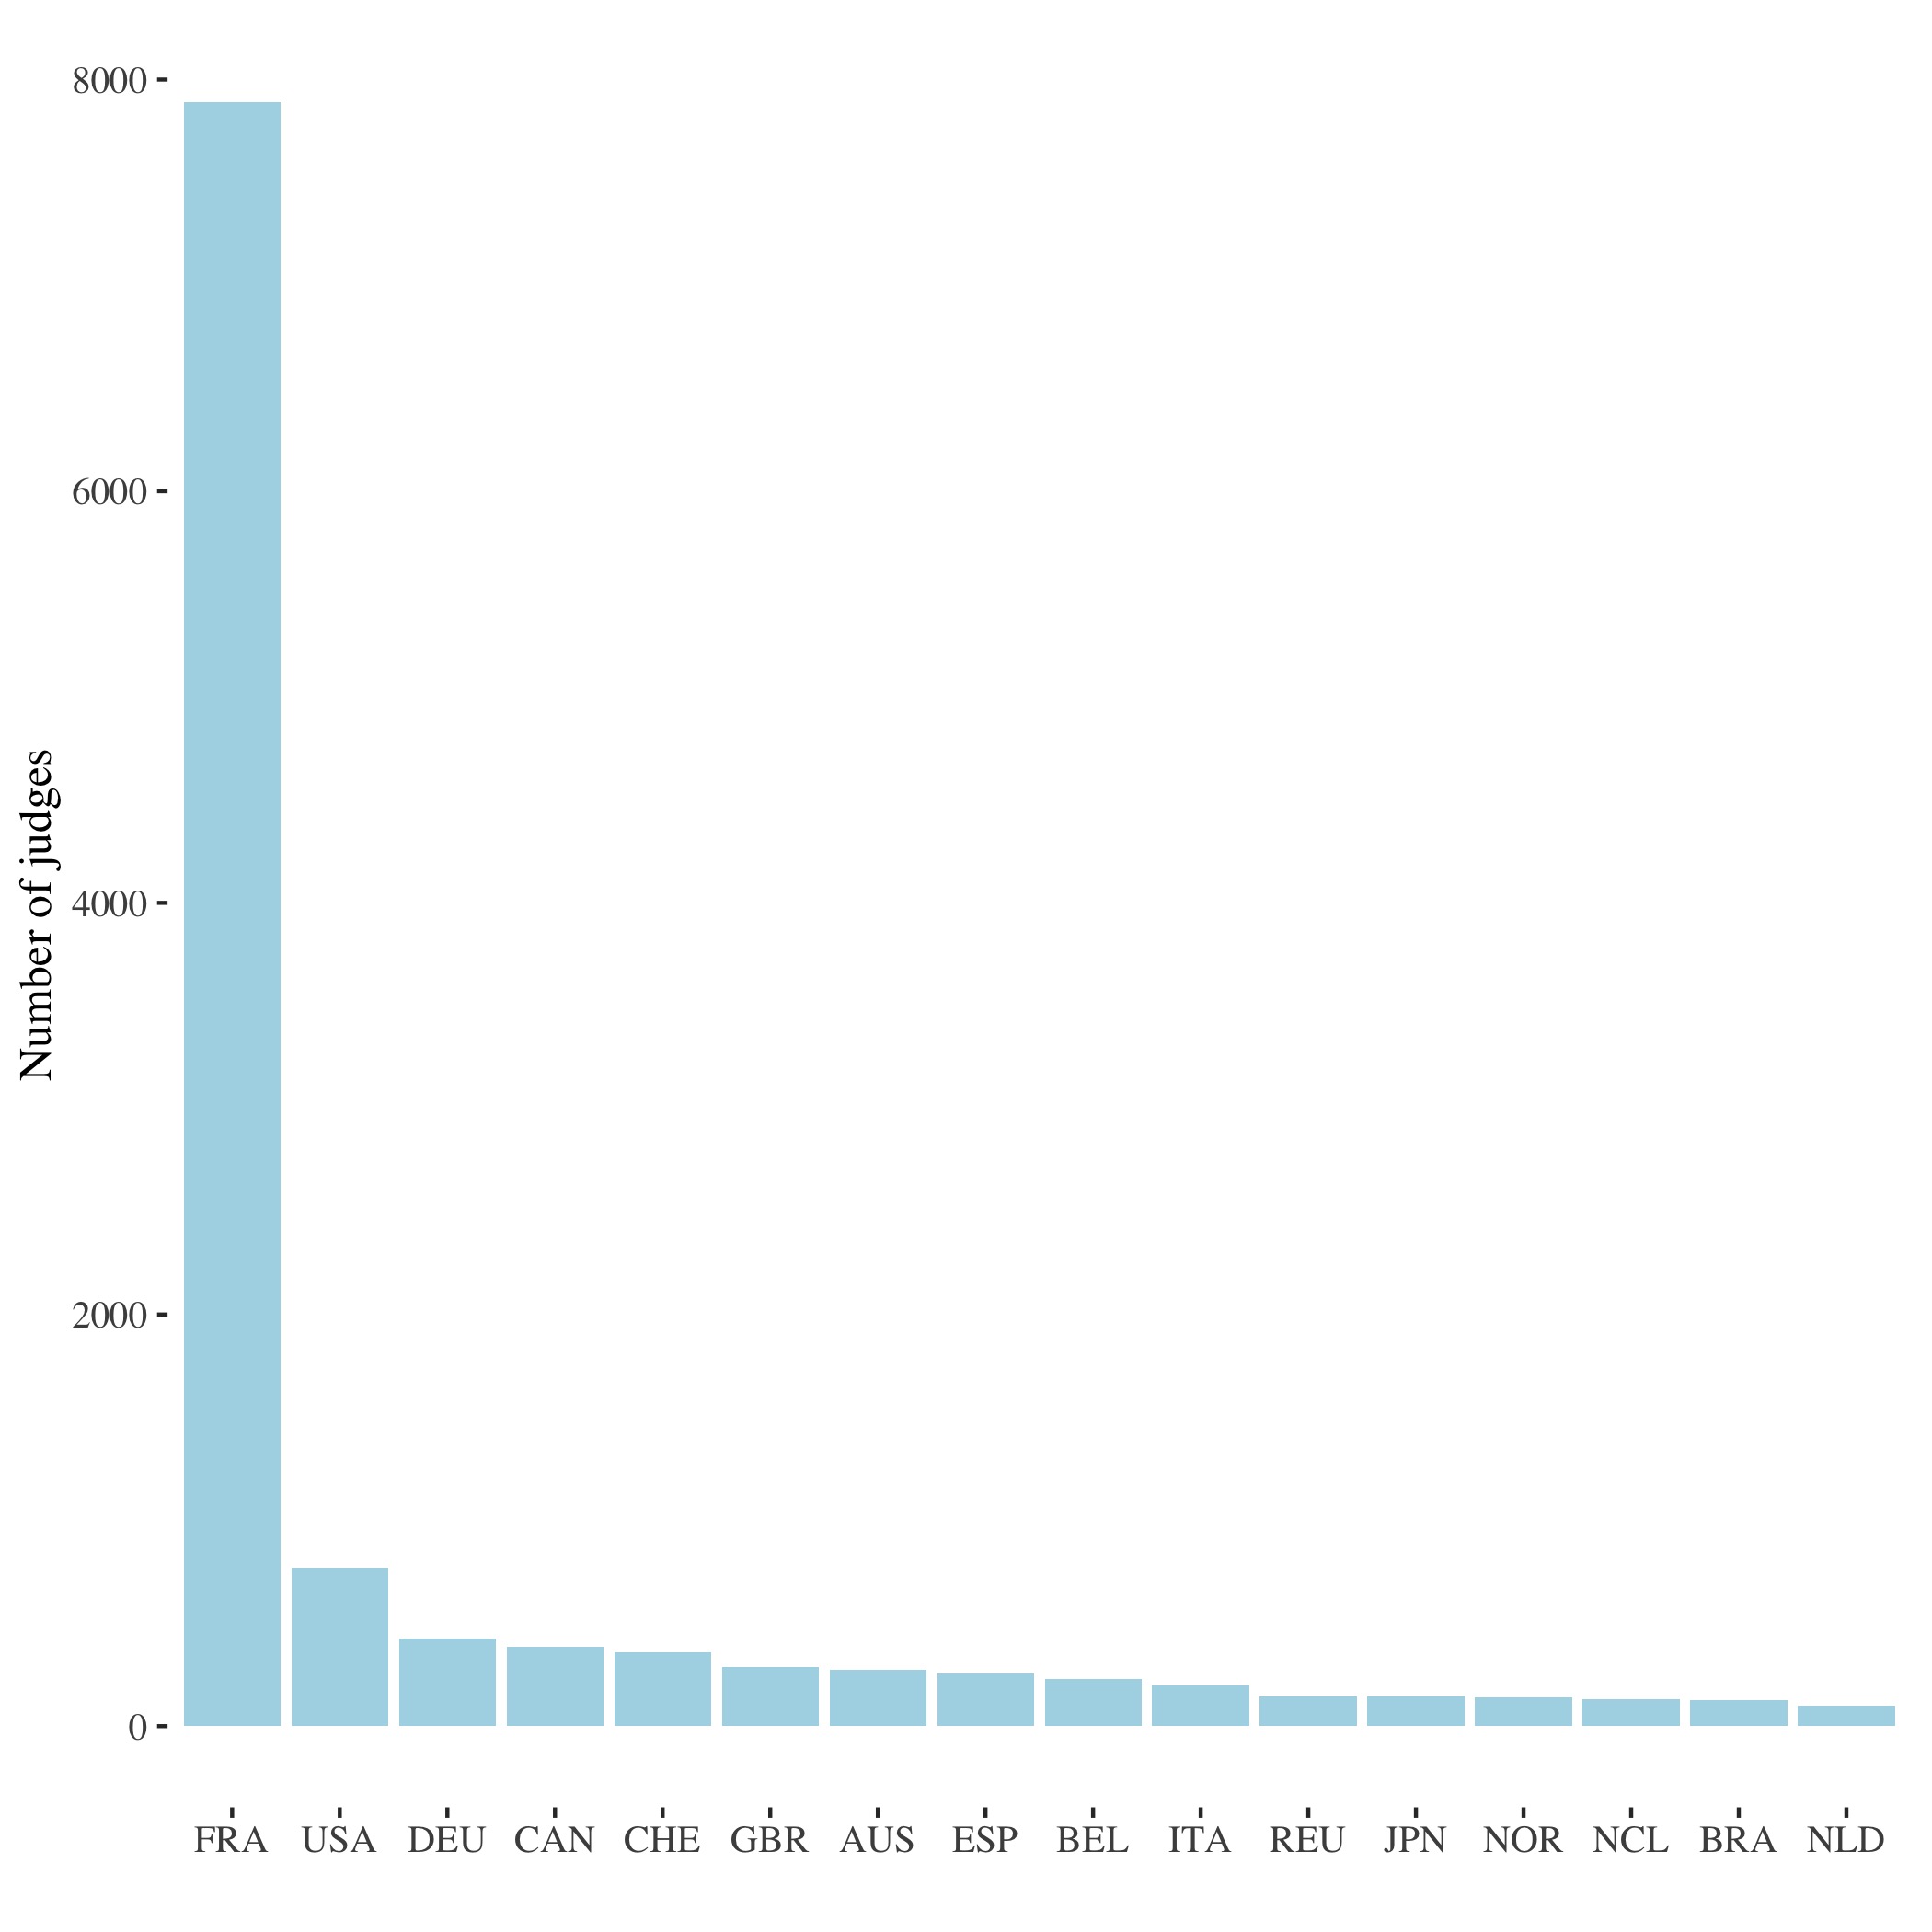 Number of judges
8000
6000
4000
2000
0
FRA USA DEU CAN CHE GBR AUS ESP BEL ITA REU JPN NOR NCL BRA NLD